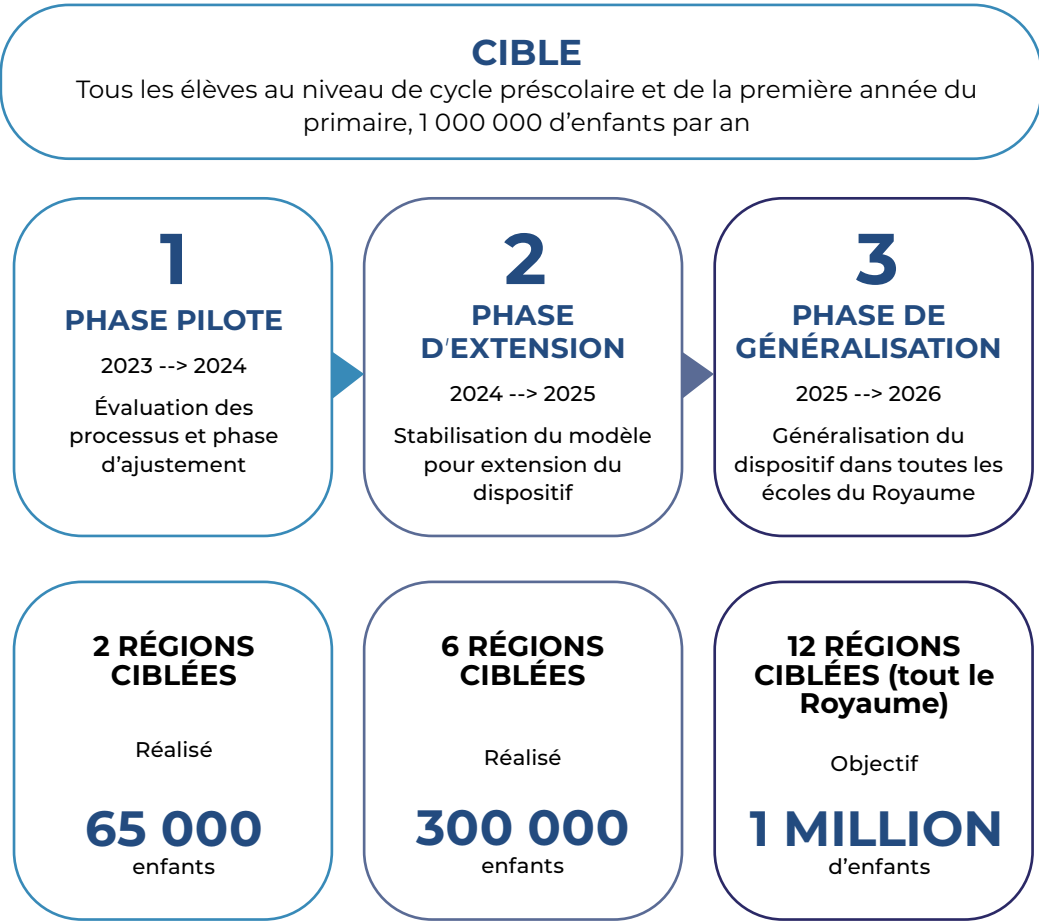 CIBLE
Tous les élèves au niveau de cycle préscolaire et de la première année du
primaire, 1 000 000 d’enfants par an
1
PHASE PILOTE
2023 --> 2024
Évaluation des
processus et phase
d’ajustement
2
PHASE
D’EXTENSION
2024 --> 2025
Stabilisation du modèle
pour extension du
dispositif
3
PHASE DE
GÉNÉRALISATION
2025 --> 2026
Généralisation du
dispositif dans toutes les
écoles du Royaume
2 RÉGIONS
CIBLÉES
Réalisé
65 000
enfants
6 RÉGIONS
CIBLÉES
Réalisé
300 000
enfants
12 RÉGIONS
CIBLÉES (tout le
Royaume)
Objectif
1 MILLION
d’enfants